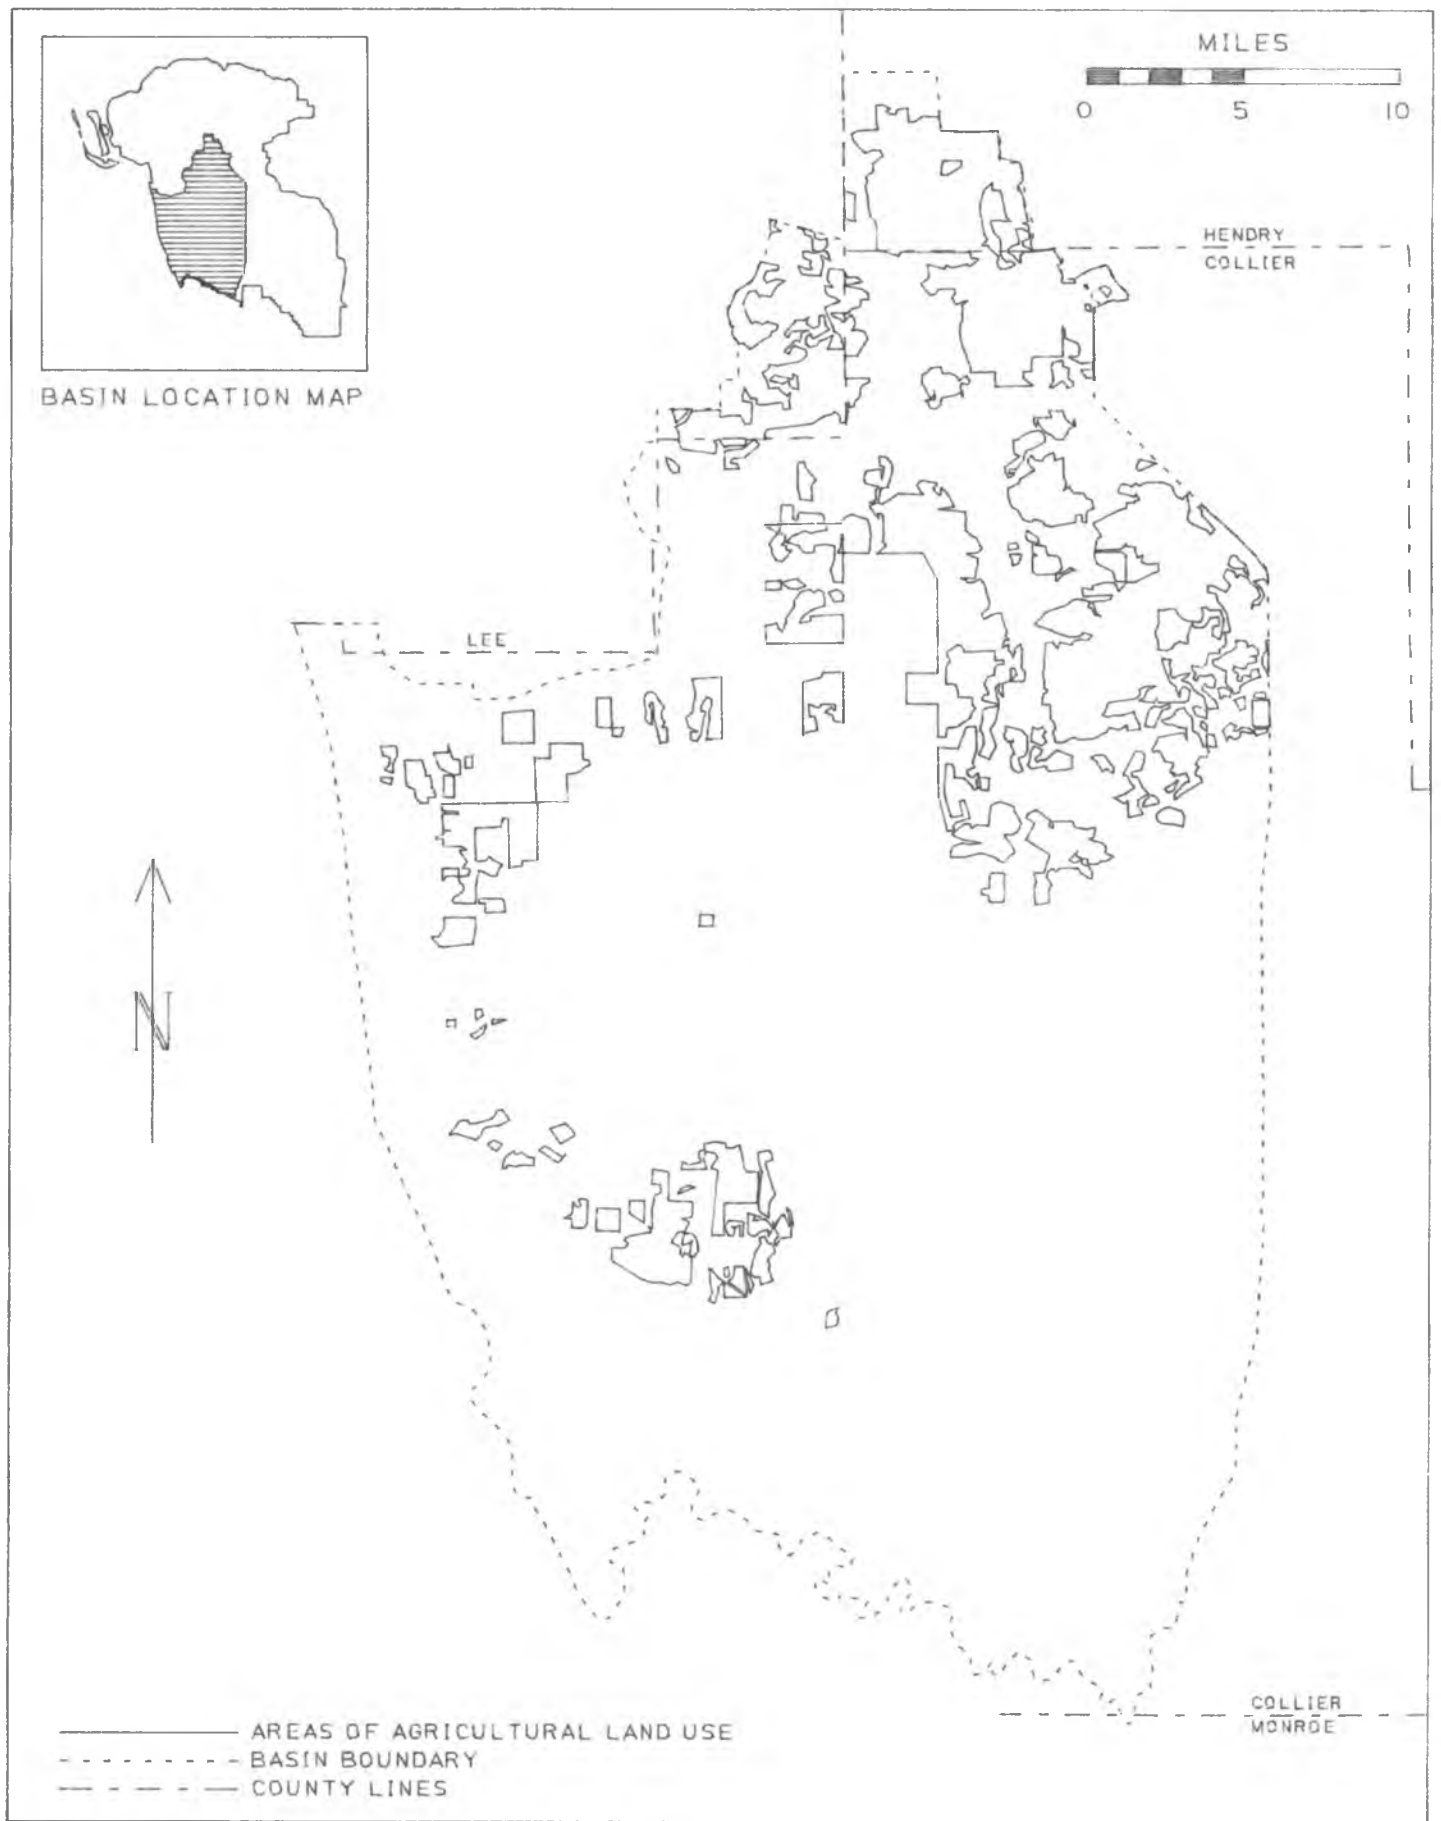 MILES
0 5 10
BASIN LOCATION MAP
HENDRY
COLLIER
LEE
N
COLLIER
MONROE
AREAS OF AGRICULTURAL LAND USE
BASIN BOUNDARY
COUNTY LINES